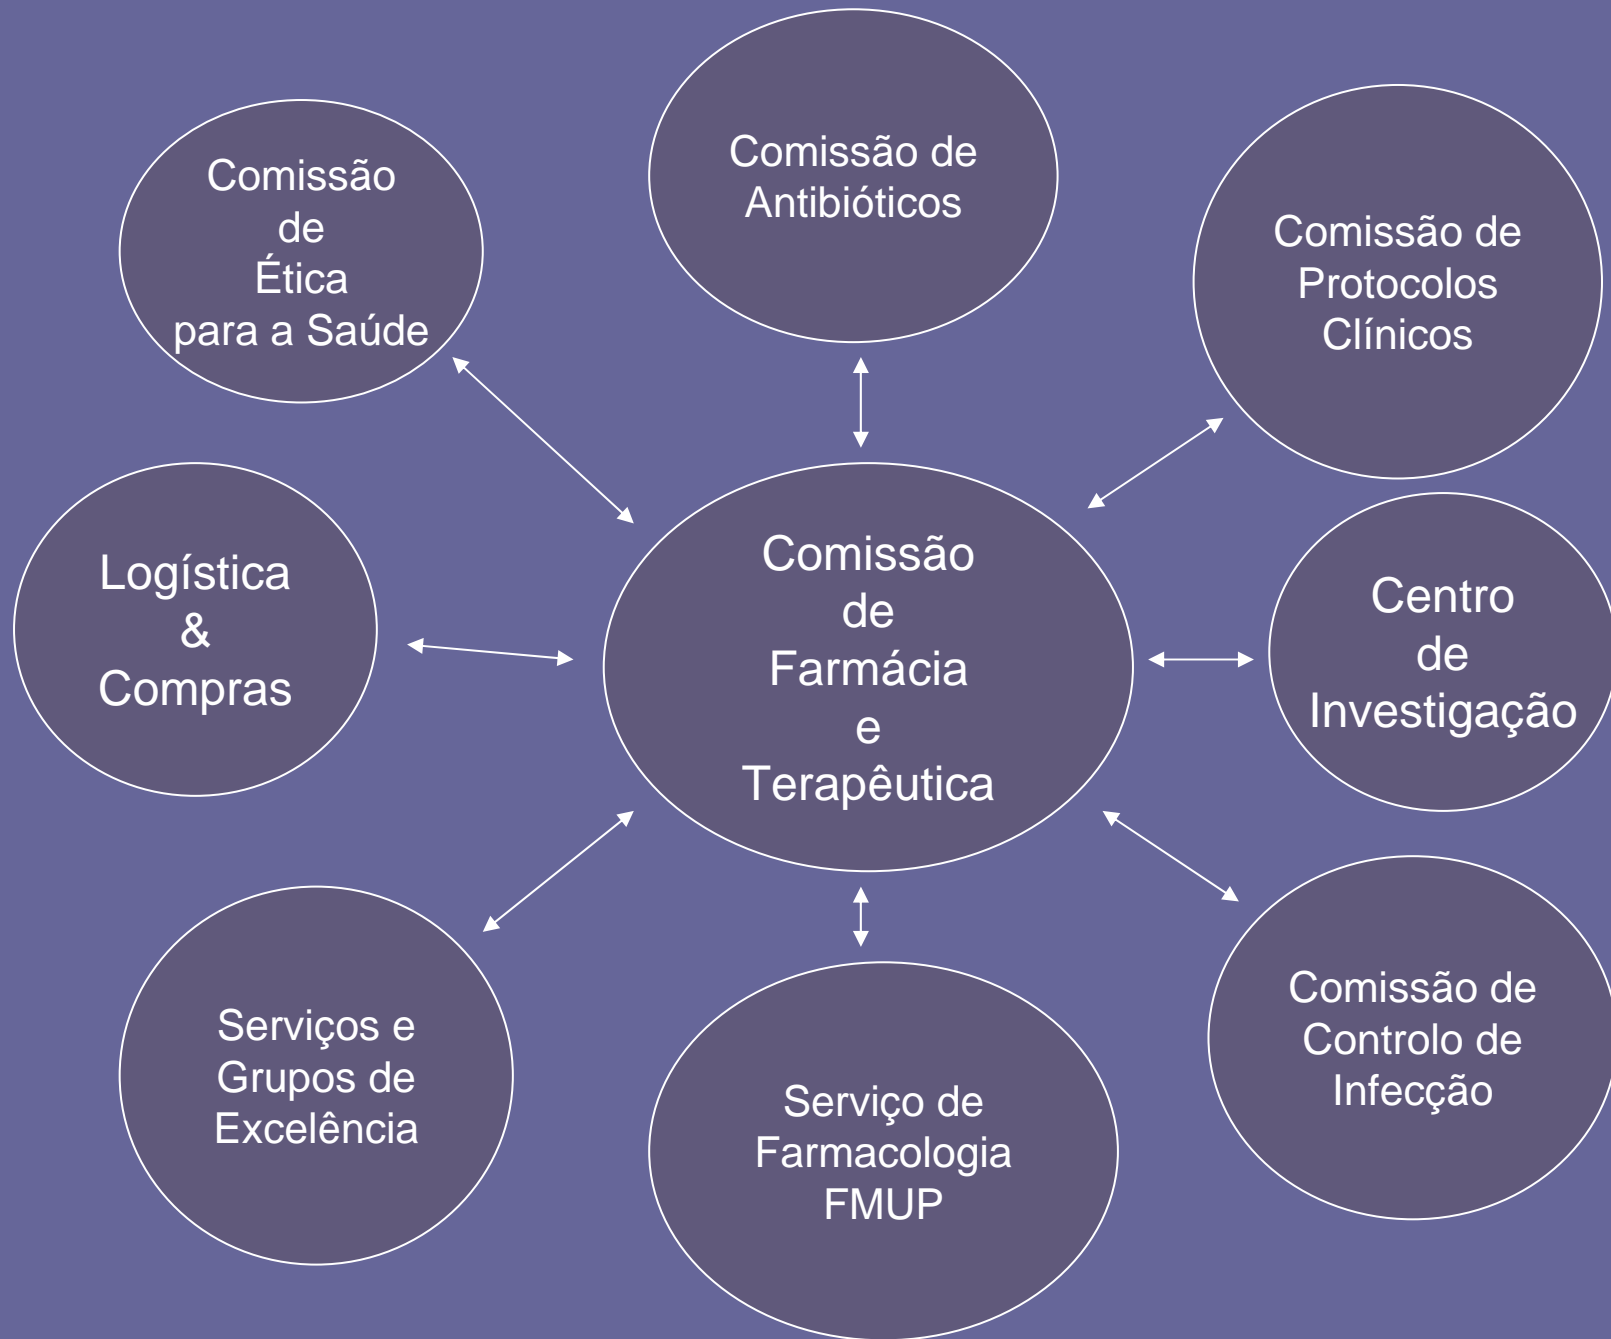 Comissão de
Antibióticos
Comissão
de
Ética
para a Saúde
Comissão de
Protocolos
Clínicos
Logística
&
Compras
Comissão
de
Farmácia
e
Terapêutica
Centro
de
Investigação
Serviços e
Grupos de
Excelência
Serviço de
Farmacologia
FMUP
Comissão de
Controlo de
Infecção